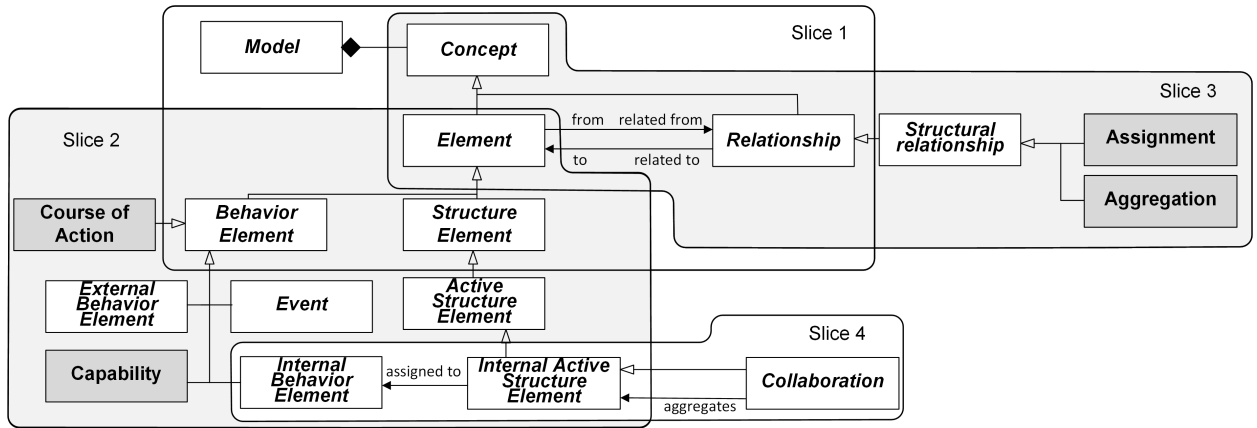 Slice 1
Model
Concept
Slice 3
Slice 2
from related from
Element
Relationship
to related to
Structural
relationship
Assignment
Aggregation
Course of
Action
Behavior
Element
Structure
Element
External
Behavior
Element
Event
Active
Structure
Element
Slice 4
Capability
Internal
Behavior
Element
assigned to
Internal Active
Structure
Element
Collaboration
aggregates